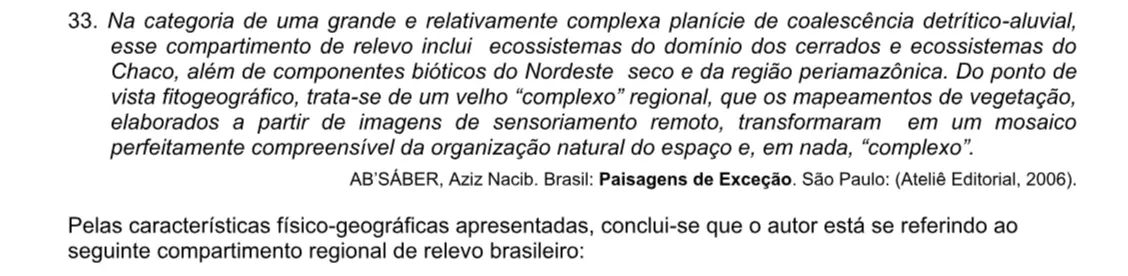 33. Na categoria de uma grande e relativamente complexa planície de coalescência detrítico-aluvial,
esse compartimento de relevo inclui ecossistemas do domínio dos cerrados e ecossistemas do
Chaco, além de componentes bióticos do Nordeste seco e da região periamazônica. Do ponto de
vista fitogeográfico, trata-se de um velho “complexo” regional, que os mapeamentos de vegetação,
elaborados a partir de imagens de sensoriamento remoto, transformaram em um mosaico
perfeitamente compreensível da organização natural do espaço e, em nada, “complexo”.
AB’SÁBER, Aziz Nacib. Brasil: Paisagens de Exceção. São Paulo: (Ateliê Editorial, 2006).
Pelas características físico-geográficas apresentadas, conclui-se que o autor está se referindo ao
seguinte compartimento regional de relevo brasileiro: